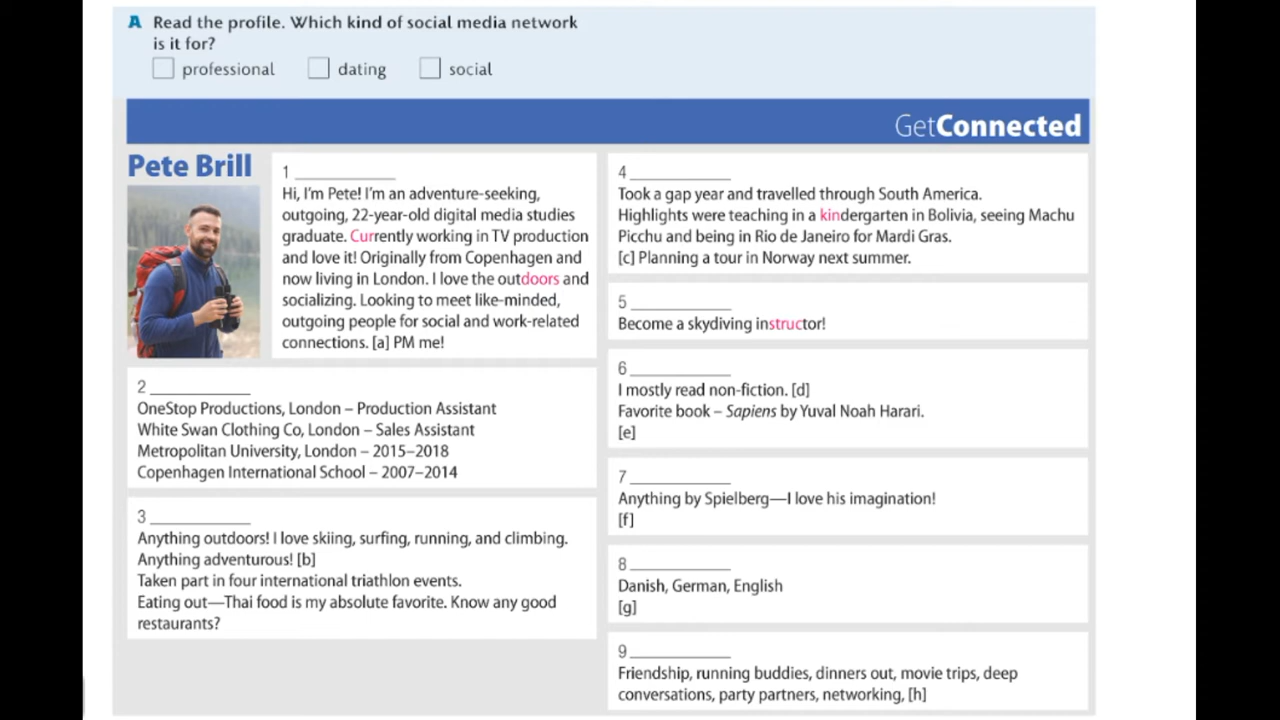 A Read the profile. Which kind of social media network
is it for?
professional dating social
GetConnected
Pete Brill
1 ____________
Hi, I'm Pete! I'm an adventure-seeking,
outgoing, 22-year-old digital media studies
graduate. Currently working in TV production
and love it! Originally from Copenhagen and
now living in London. I love the outdoors and
socializing. Looking to meet like-minded,
outgoing people for social and work-related
connections. [a] PM me!
2 ____________
OneStop Productions, London – Production Assistant
White Swan Clothing Co, London – Sales Assistant
Metropolitan University, London – 2015–2018
Copenhagen International School – 2007–2014
3 ____________
Anything outdoors! I love skiing, surfing, running, and climbing.
Anything adventurous! [b]
Taken part in four international triathlon events.
Eating out—Thai food is my absolute favorite. Know any good
restaurants?
4 ____________
Took a gap year and travelled through South America.
Highlights were teaching in a kindergarten in Bolivia, seeing Machu
Picchu and being in Rio de Janeiro for Mardi Gras.
[c] Planning a tour in Norway next summer.
5 ____________
Become a skydiving instructor!
6 ____________
I mostly read non-fiction. [d]
Favorite book – Sapiens by Yuval Noah Harari.
[e]
7 ____________
Anything by Spielberg—I love his imagination!
[f]
8 ____________
Danish, German, English
[g]
9 ____________
Friendship, running buddies, dinners out, movie trips, deep
conversations, party partners, networking, [h]